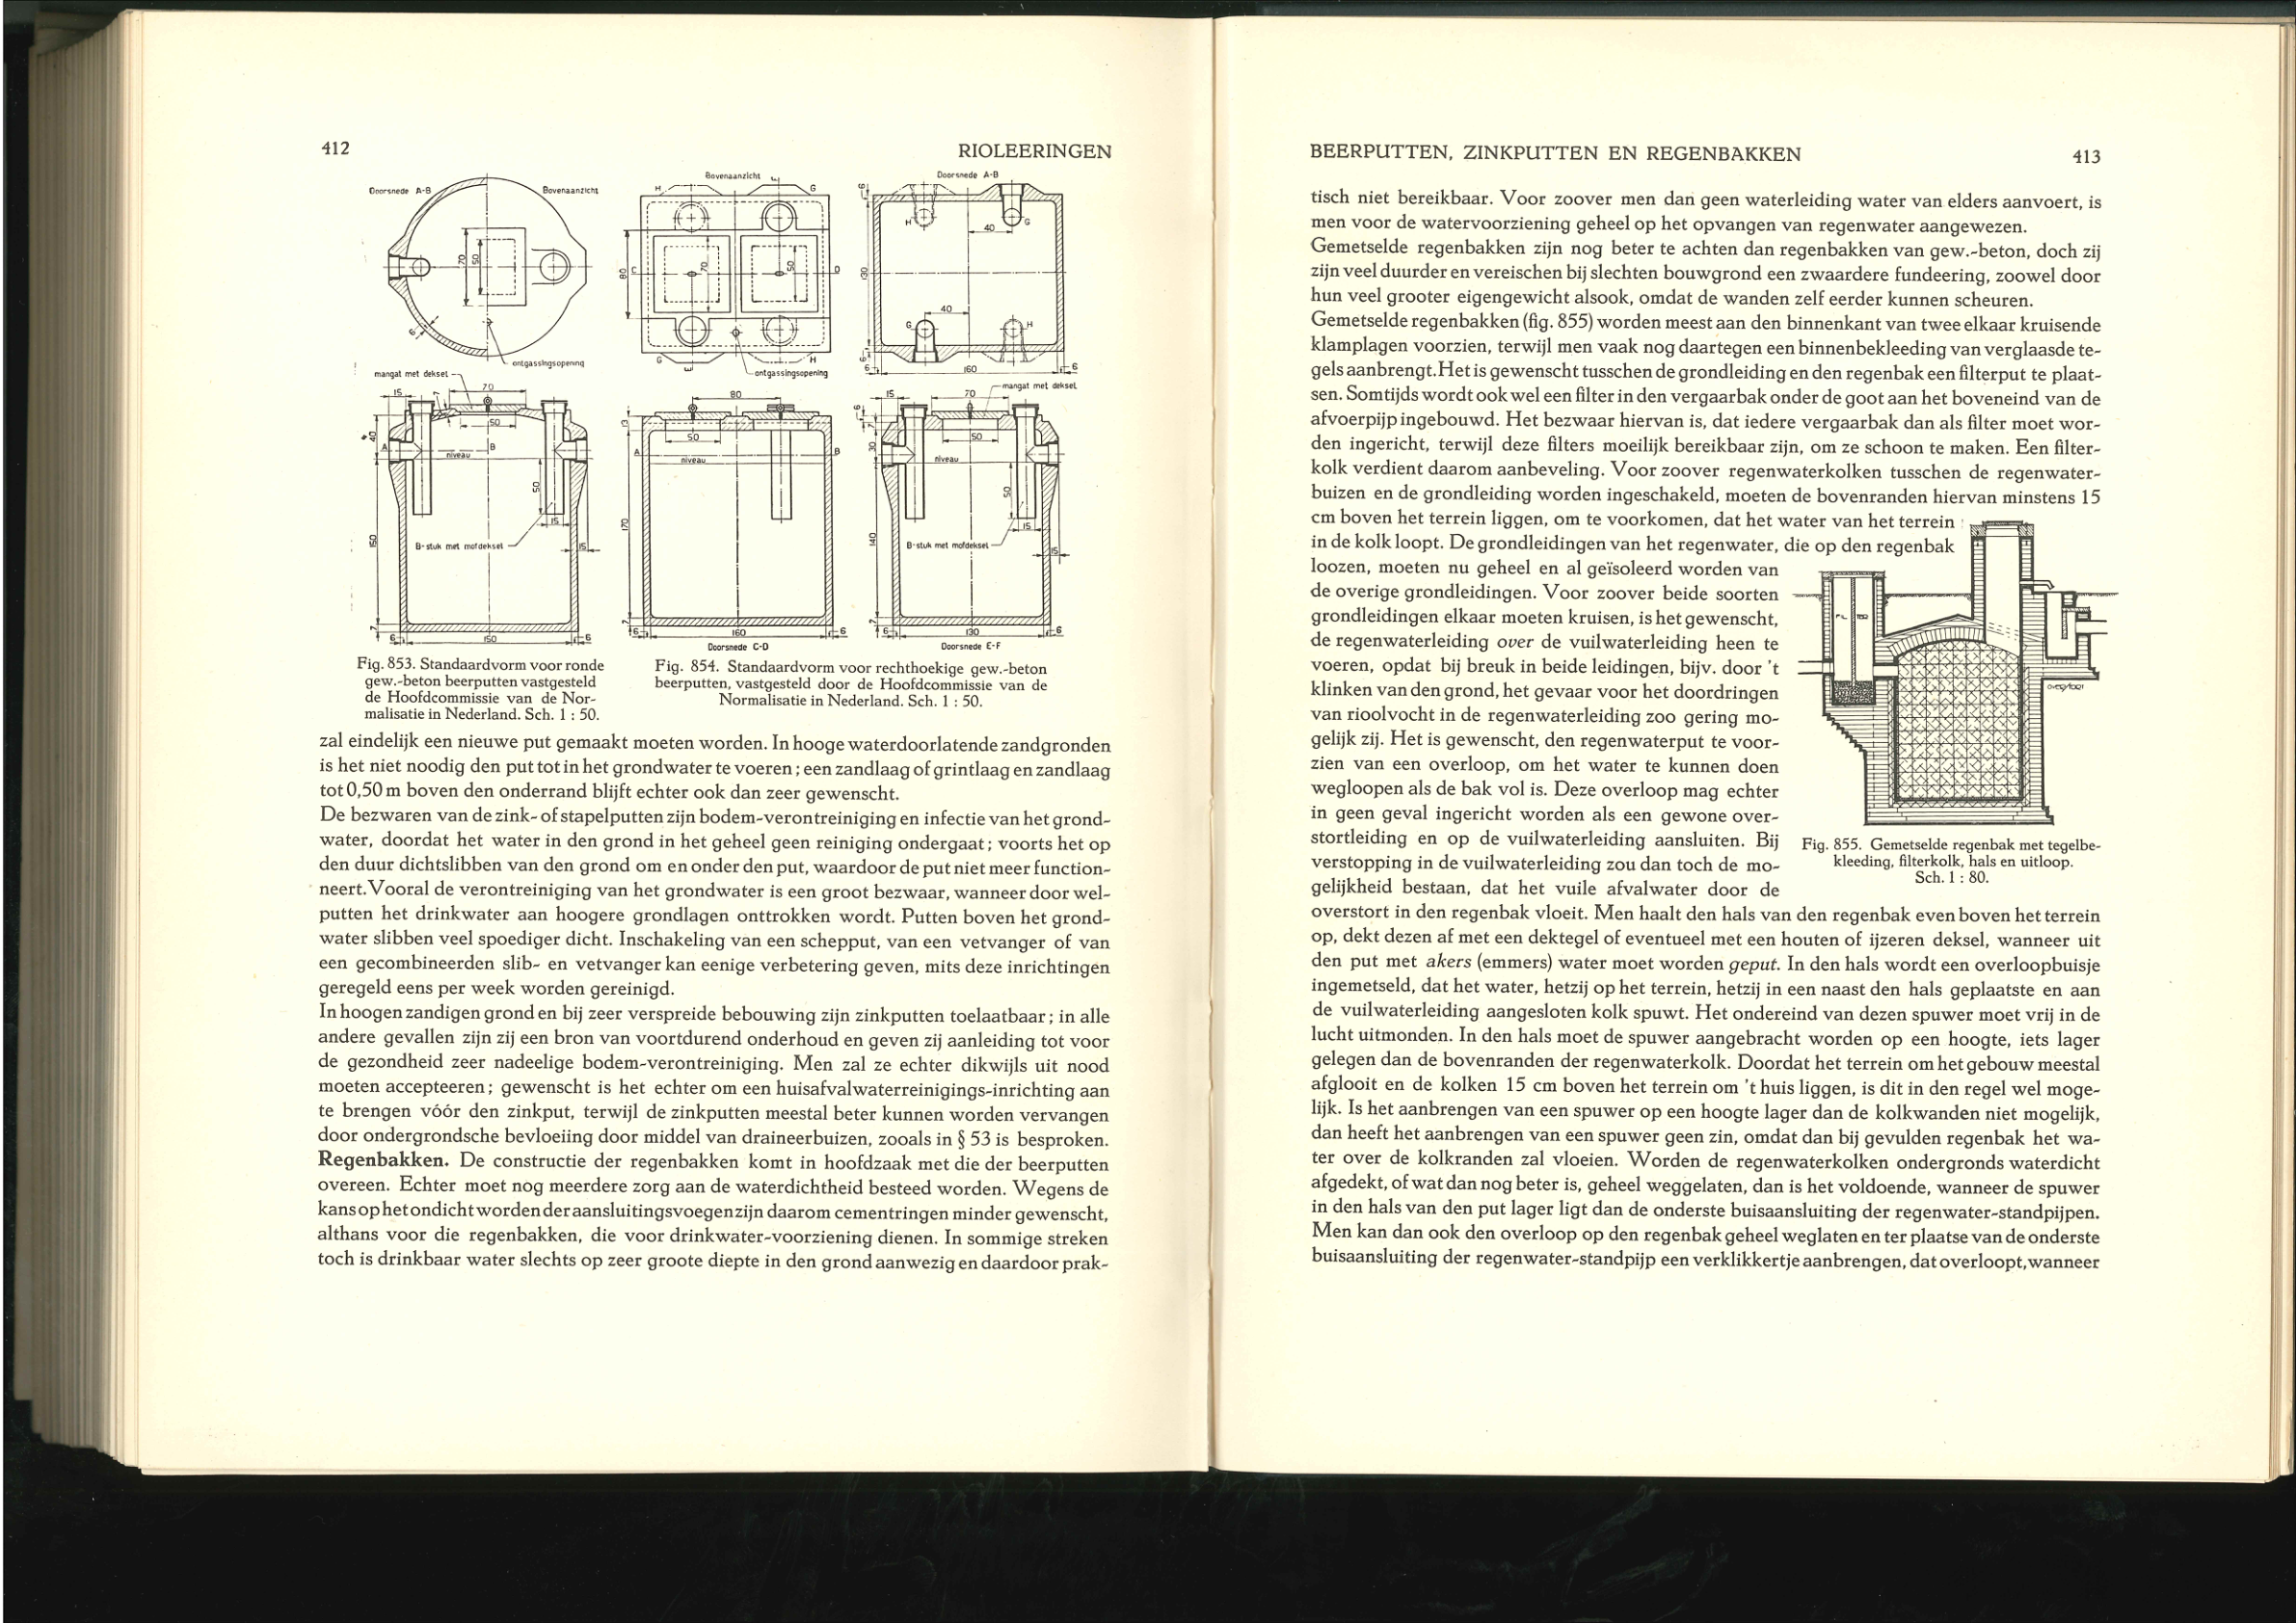 412
RIOLEERINGEN
Doorsnede A-B
Bovenaanzicht
70
50
6
ontgassingsopening
mangat met deksel
15
70
7
50
40
A
B
niveau
50
15
150
B-stuk met mofdeksel
15
7
6
150
6
Bovenaanzicht
H
G
80
C
70
50
D
G
H
ontgassingsopening
80
13
50
A
B
niveau
170
7
6
160
6
Doorsnede C-D
Doorsnede A-B
6
H
G
40
130
40
G
H
6
6
160
6
mangat met deksel
15
70
6
7
50
30
niveau
50
15
140
B-stuk met mofdeksel
15
7
6
130
6
Doorsnede E-F
Fig. 853. Standaardvorm voor ronde
gew.-beton beerputten vastgesteld
de Hoofdcommissie van de Nor-
malisatie in Nederland. Sch. 1 : 50.
Fig. 854. Standaardvorm voor rechthoekige gew.-beton
beerputten, vastgesteld door de Hoofdcommissie van de
Normalisatie in Nederland. Sch. 1 : 50.
zal eindelijk een nieuwe put gemaakt moeten worden. In hooge waterdoorlatende zandgronden
is het niet noodig den put tot in het grondwater te voeren; een zandlaag of grintlaag en zandlaag
tot 0,50 m boven den onderrand blijft echter ook dan zeer gewenscht.
De bezwaren van de zink- of stapelputten zijn bodem-verontreiniging en infectie van het grond-
water, doordat het water in den grond in het geheel geen reiniging ondergaat; voorts het op
den duur dichtslibben van den grond om en onder den put, waardoor de put niet meer function-
neert. Vooral de verontreiniging van het grondwater is een groot bezwaar, wanneer door wel-
putten het drinkwater aan hoogere grondlagen onttrokken wordt. Putten boven het grond-
water slibben veel spoediger dicht. Inschakeling van een schepput, van een vetvanger of van
een gecombineerden slib- en vetvanger kan eenige verbetering geven, mits deze inrichtingen
geregeld eens per week worden gereinigd.
In hoogen zandigen grond en bij zeer verspreide bebouwing zijn zinkputten toelaatbaar; in alle
andere gevallen zijn zij een bron van voortdurend onderhoud en geven zij aanleiding tot voor
de gezondheid zeer nadeelige bodem-verontreiniging. Men zal ze echter dikwijls uit nood
moeten accepteeren; gewenscht is het echter om een huisafvalwaterreinigings-inrichting aan
te brengen vóór den zinkput, terwijl de zinkputten meestal beter kunnen worden vervangen
door ondergrondsche bevloeiing door middel van draineerbuizen, zooals in § 53 is besproken.
Regenbakken. De constructie der regenbakken komt in hoofdzaak met die der beerputten
overeen. Echter moet nog meerdere zorg aan de waterdichtheid besteed worden. Wegens de
kans op het ondicht worden der aansluitingsvoegen zijn daarom cementringen minder gewenscht,
althans voor die regenbakken, die voor drinkwater-voorziening dienen. In sommige streken
toch is drinkbaar water slechts op zeer groote diepte in den grond aanwezig en daardoor prak-
BEERPUTTEN, ZINKPUTTEN EN REGENBAKKEN
413
tisch niet bereikbaar. Voor zoover men dan geen waterleiding water van elders aanvoert, is
men voor de watervoorziening geheel op het opvangen van regenwater aangewezen.
Gemetselde regenbakken zijn nog beter te achten dan regenbakken van gew.-beton, doch zij
zijn veel duurder en vereischen bij slechten bouwgrond een zwaardere fundeering, zoowel door
hun veel grooter eigengewicht alsook, omdat de wanden zelf eerder kunnen scheuren.
Gemetselde regenbakken (fig. 855) worden meest aan den binnenkant van twee elkaar kruisende
klamplagen voorzien, terwijl men vaak nog daartegen een binnenbekleeding van verglaasde te-
gels aanbrengt. Het is gewenscht tusschen de grondleiding en den regenbak een filterput te plaat-
sen. Somtijds wordt ook wel een filter in den vergaarbak onder de goot aan het boveneind van de
afvoerpijp ingebouwd. Het bezwaar hiervan is, dat iedere vergaarbak dan als filter moet wor-
den ingericht, terwijl deze filters moeilijk bereikbaar zijn, om ze schoon te maken. Een filter-
kolk verdient daarom aanbeveling. Voor zoover regenwaterkolken tusschen de regenwater-
buizen en de grondleiding worden ingeschakeld, moeten de bovenranden hiervan minstens 15
cm boven het terrein liggen, om te voorkomen, dat het water van het terrein
in de kolk loopt. De grondleidingen van het regenwater, die op den regenbak
loozen, moeten nu geheel en al geïsoleerd worden van
de overige grondleidingen. Voor zoover beide soorten
grondleidingen elkaar moeten kruisen, is het gewenscht,
de regenwaterleiding over de vuilwaterleiding heen te
voeren, opdat bij breuk in beide leidingen, bijv. door 't
klinken van den grond, het gevaar voor het doordringen
van rioolvocht in de regenwaterleiding zoo gering mo-
gelijk zij. Het is gewenscht, den regenwaterput te voor-
zien van een overloop, om het water te kunnen doen
wegloopen als de bak vol is. Deze overloop mag echter
in geen geval ingericht worden als een gewone over-
stortleiding en op de vuilwaterleiding aansluiten. Bij
verstopping in de vuilwaterleiding zou dan toch de mo-
gelijkheid bestaan, dat het vuile afvalwater door de
Fig. 855. Gemetselde regenbak met tegelbe-
kleeding, filterkolk, hals en uitloop.
Sch. 1 : 80.
overstort in den regenbak vloeit. Men haalt den hals van den regenbak even boven het terrein
op, dekt dezen af met een dektegel of eventueel met een houten of ijzeren deksel, wanneer uit
den put met akers (emmers) water moet worden geput. In den hals wordt een overloopbuisje
ingemetseld, dat het water, hetzij op het terrein, hetzij in een naast den hals geplaatste en aan
de vuilwaterleiding aangesloten kolk spuwt. Het ondereind van dezen spuwer moet vrij in de
lucht uitmonden. In den hals moet de spuwer aangebracht worden op een hoogte, iets lager
gelegen dan de bovenranden der regenwaterkolk. Doordat het terrein om het gebouw meestal
afglooit en de kolken 15 cm boven het terrein om 't huis liggen, is dit in den regel wel moge-
lijk. Is het aanbrengen van een spuwer op een hoogte lager dan de kolkwanden niet mogelijk,
dan heeft het aanbrengen van een spuwer geen zin, omdat dan bij gevulden regenbak het wa-
ter over de kolkranden zal vloeien. Worden de regenwaterkolken ondergronds waterdicht
afgedekt, of wat dan nog beter is, geheel weggelaten, dan is het voldoende, wanneer de spuwer
in den hals van den put lager ligt dan de onderste buisaansluiting der regenwater-standpijpen.
Men kan dan ook den overloop op den regenbak geheel weglaten en ter plaatse van de onderste
buisaansluiting der regenwater-standpijp een verklikkertje aanbrengen, dat overloopt, wanneer